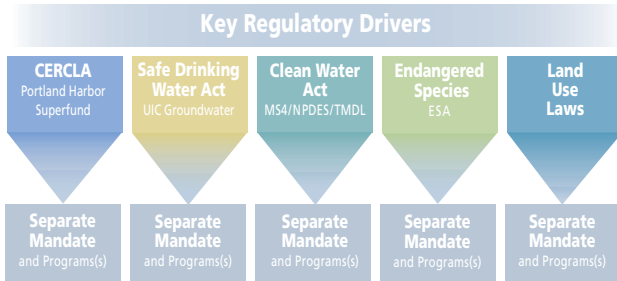 Key Regulatory Drivers
CERCLA
Portland Harbor
Superfund
Safe Drinking
Water Act
UIC Groundwater
Clean Water
Act
MS4/NPDES/TMDL
Endangered
Species
ESA
Land
Use
Laws
Separate
Mandate
and Programs(s)
Separate
Mandate
and Programs(s)
Separate
Mandate
and Programs(s)
Separate
Mandate
and Programs(s)
Separate
Mandate
and Programs(s)